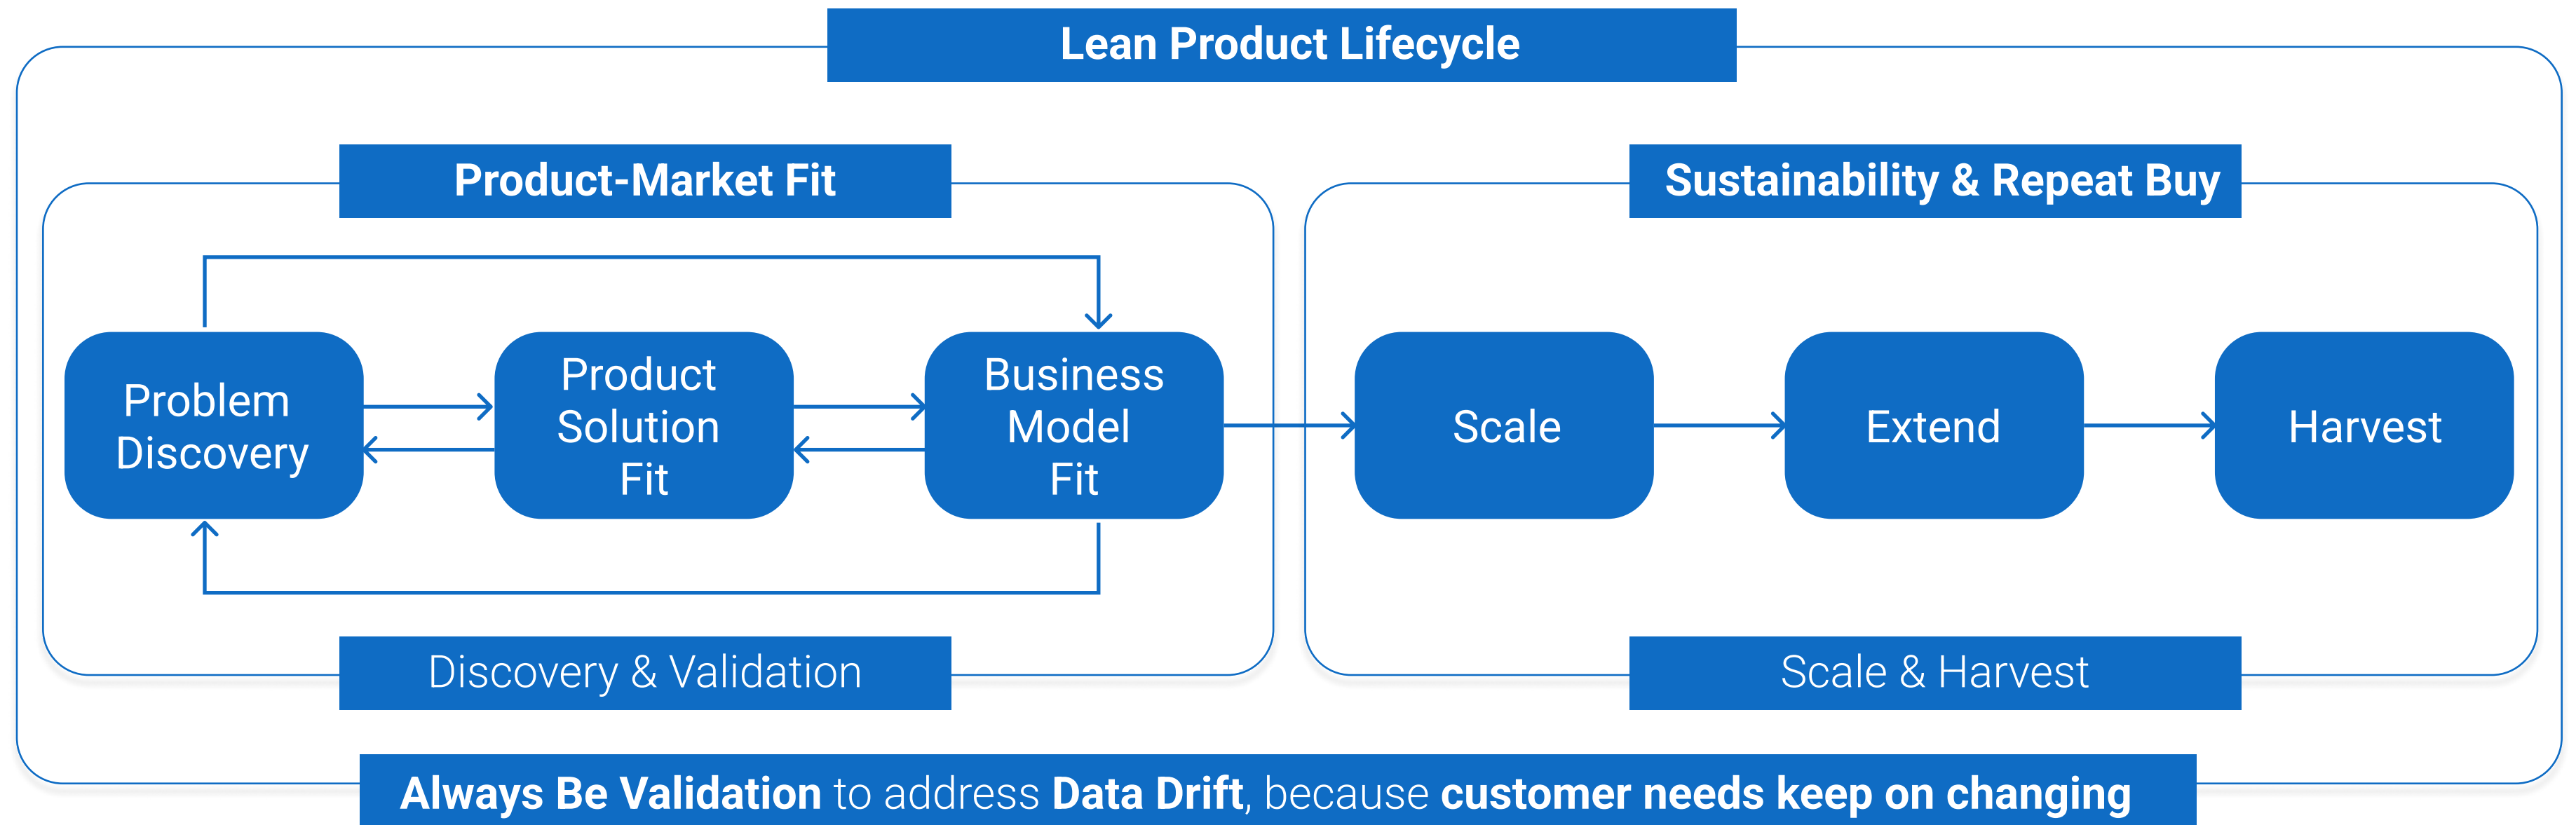 Lean Product Lifecycle
Product-Market Fit
Sustainability & Repeat Buy
Problem
Discovery
Product
Solution
Fit
Business
Model
Fit
Scale
Extend
Harvest
Discovery & Validation
Scale & Harvest
Always Be Validation to address Data Drift, because customer needs keep on changing